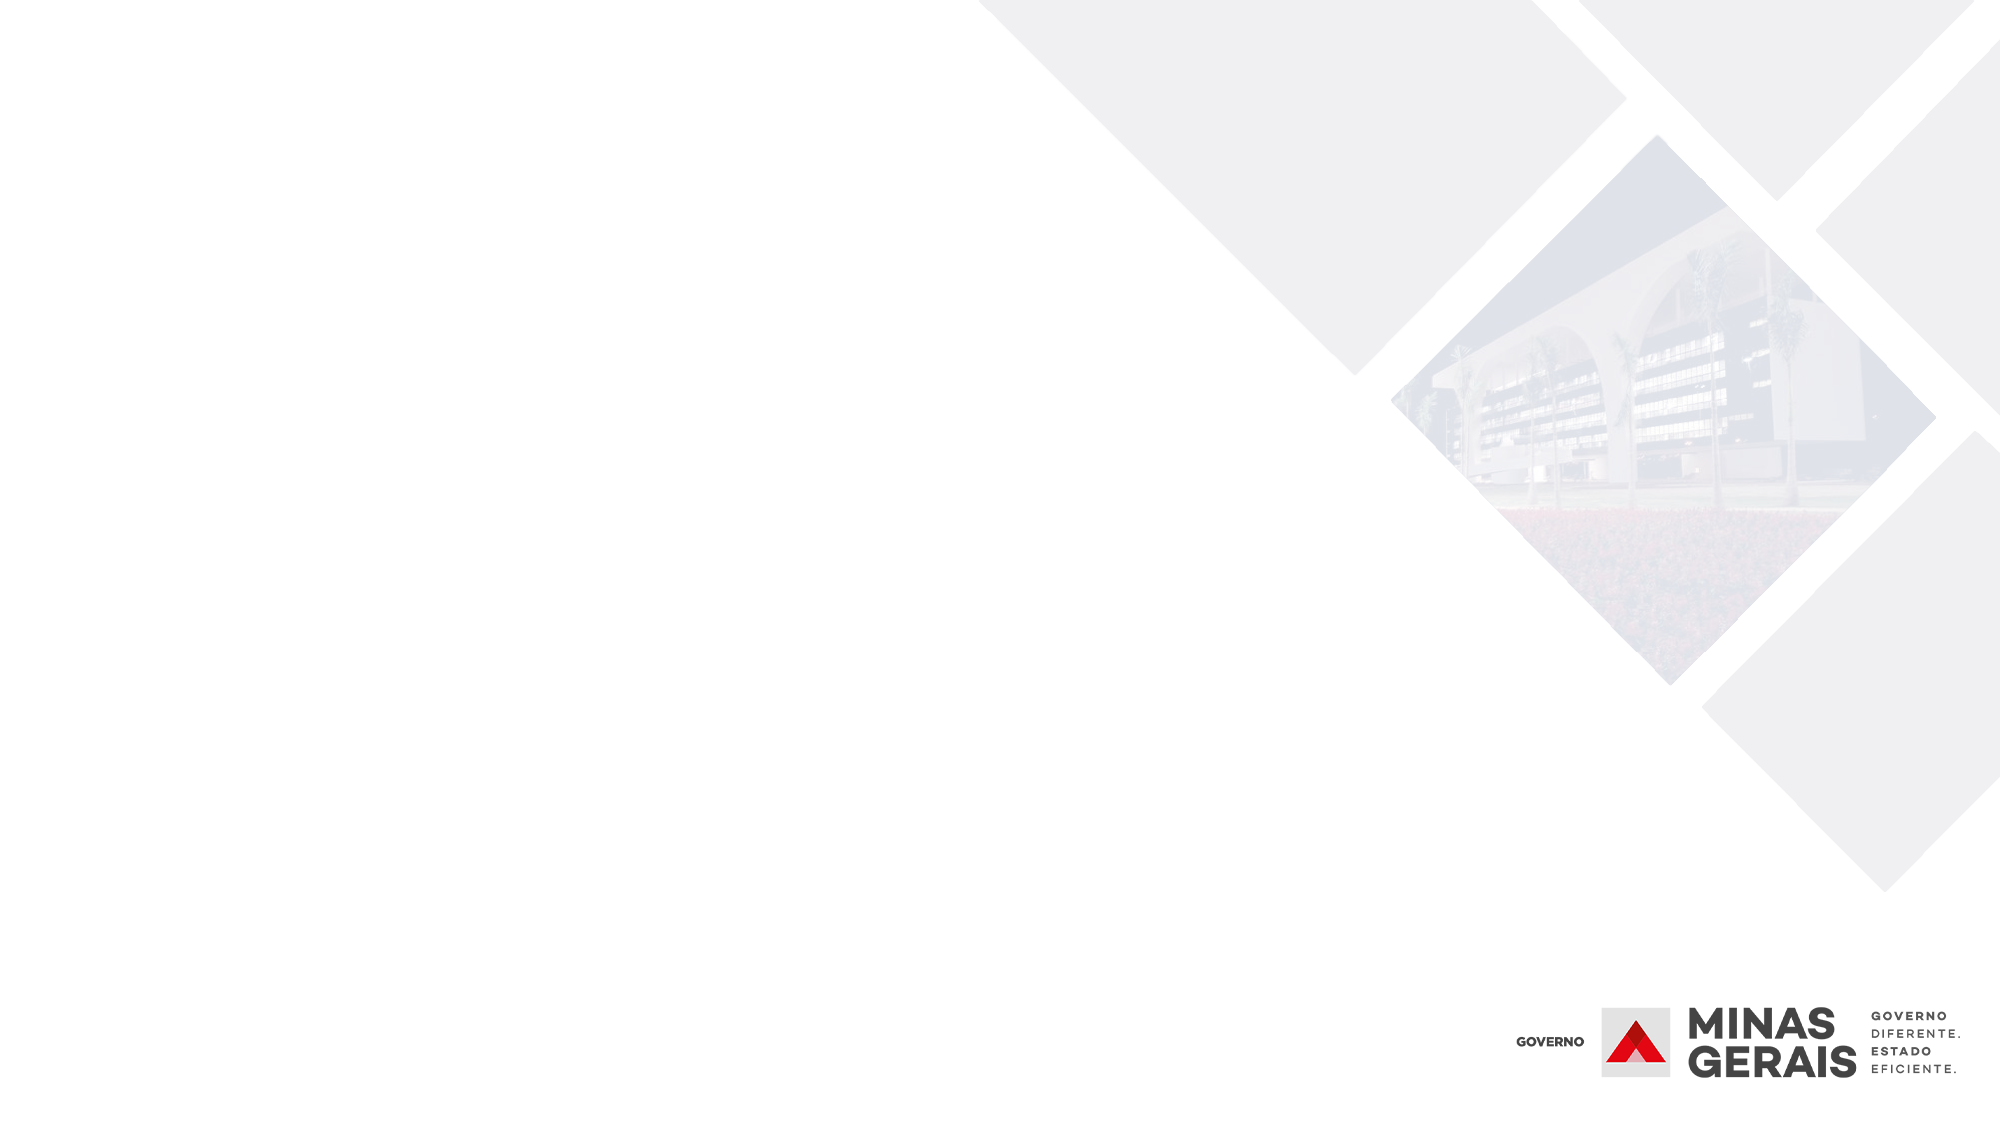 GOVERNO
MINAS
GERAIS
GOVERNO
DIFERENTE.
ESTADO
EFICIENTE.